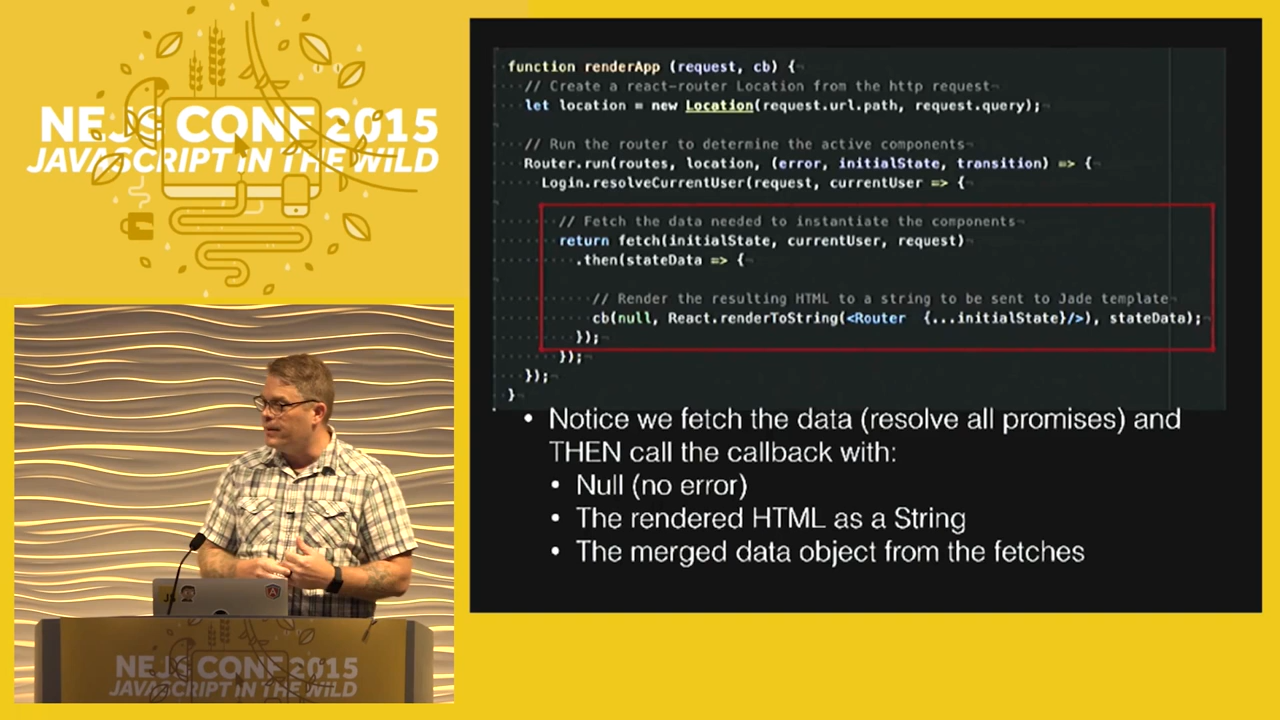 NEJS CONF 2015
JAVASCRIPT IN THE WILD
function renderApp (request, cb) {
// Create a react-router Location from the http request
let location = new Location(request.url.path, request.query);
// Run the router to determine the active components
Router.run(routes, location, (error, initialState, transition) => {
Login.resolveCurrentUser(request, currentUser => {
// Fetch the data needed to instantiate the components
return fetch(initialState, currentUser, request)
.then(stateData => {
// Render the resulting HTML to a string to be sent to Jade template
cb(null, React.renderToString(<Router {...initialState}/>), stateData);
});
});
});
}
• Notice we fetch the data (resolve all promises) and
THEN call the callback with:
• Null (no error)
• The rendered HTML as a String
• The merged data object from the fetches
JS
A
NEJS CONF 2015
JAVASCRIPT IN THE WILD